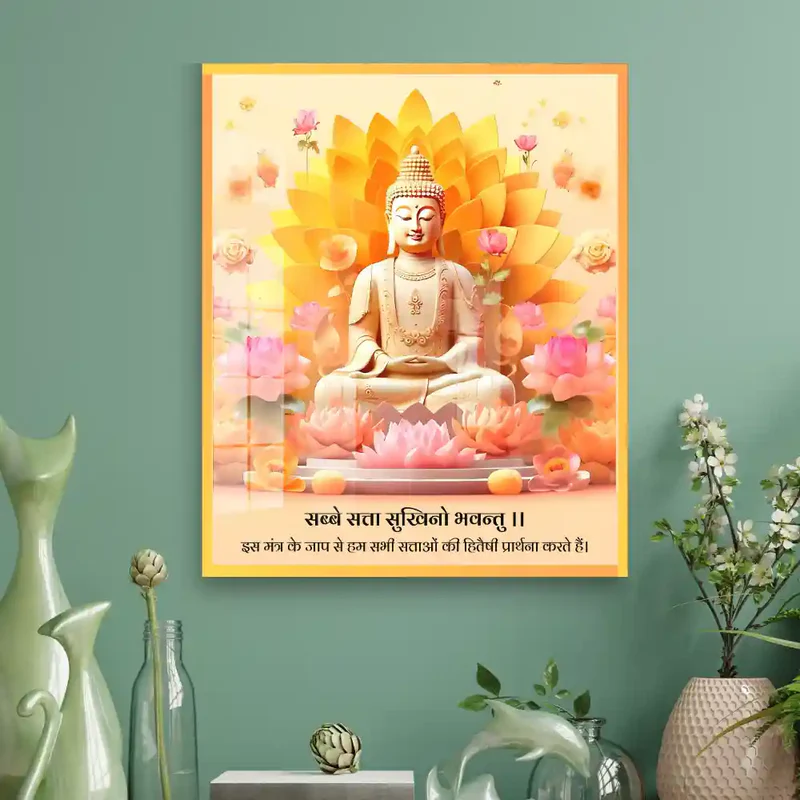 सब्बे सत्ता सुखिनो भवन्तु ।।
इस मंत्र के जाप से हम सभी सत्ताओं की हितैषी प्रार्थना करते हैं।